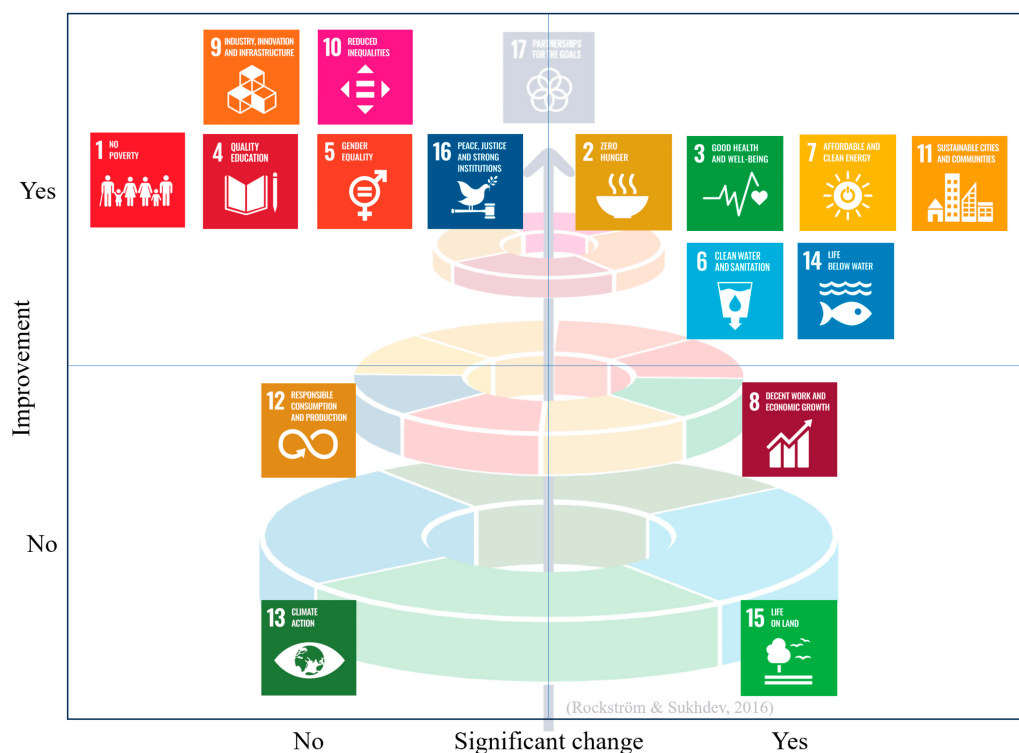 9 INDUSTRY, INNOVATION
AND INFRASTRUCTURE
10 REDUCED
INEQUALITIES
17 PARTNERSHIPS
FOR THE GOALS
1 NO
POVERTY
4 QUALITY
EDUCATION
5 GENDER
EQUALITY
16 PEACE, JUSTICE
AND STRONG
INSTITUTIONS
2 ZERO
HUNGER
3 GOOD HEALTH
AND WELL-BEING
7 AFFORDABLE AND
CLEAN ENERGY
11 SUSTAINABLE CITIES
AND COMMUNITIES
Yes
6 CLEAN WATER
AND SANITATION
14 LIFE
BELOW WATER
Improvement
12 RESPONSIBLE
CONSUMPTION
AND PRODUCTION
8 DECENT WORK AND
ECONOMIC GROWTH
No
13 CLIMATE
ACTION
15 LIFE
ON LAND
(Rockström & Sukhdev, 2016)
No Significant change Yes